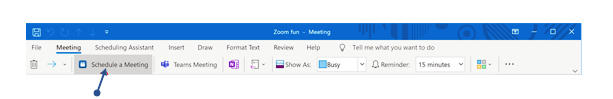 Zoom fun - Meeting
File Meeting Scheduling Assistant Insert Draw Format Text Review Help Tell me what you want to do
Schedule a Meeting Teams Meeting Show As: Busy Reminder: 15 minutes